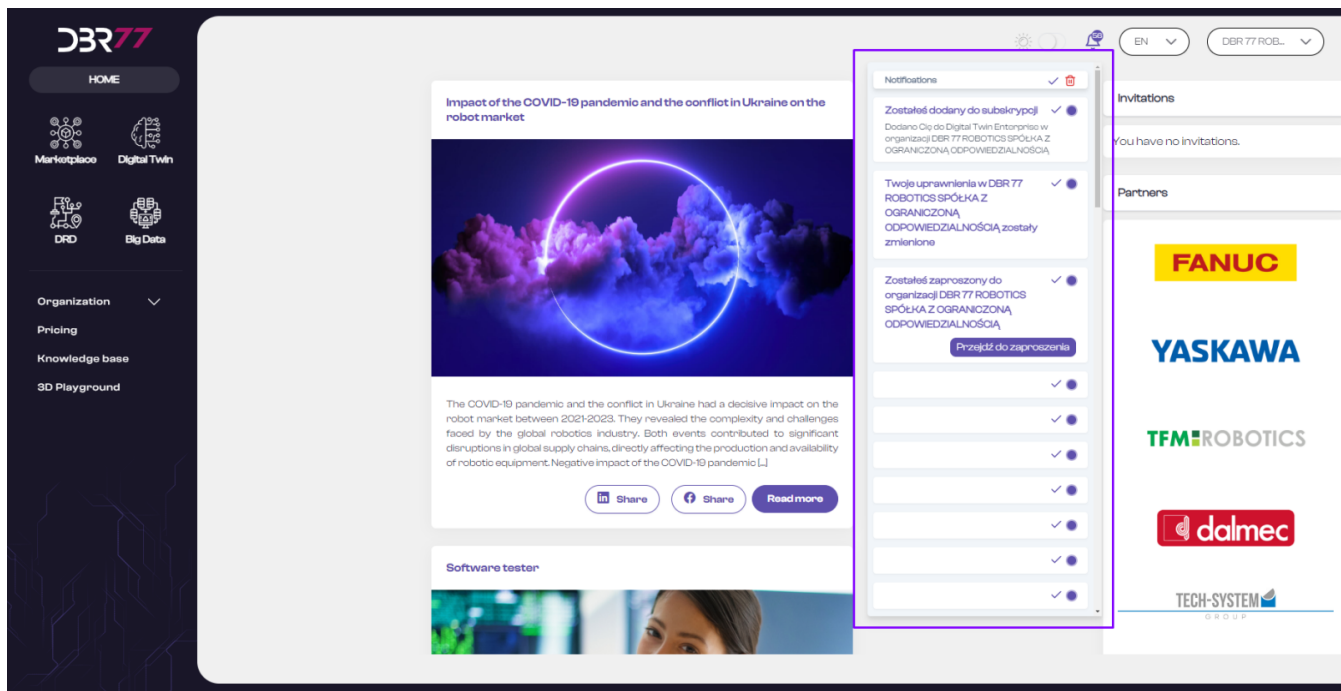 DBR77
HOME
Marketplace
Digital Twin
DRD
Big Data
Organization
Pricing
Knowledge base
3D Playground
56
EN
DBR 77 ROB...
Impact of the COVID-19 pandemic and the conflict in Ukraine on the
robot market
The COVID-19 pandemic and the conflict in Ukraine had a decisive impact on the
robot market between 2021-2023. They revealed the complexity and challenges
faced by the global robotics industry. Both events contributed to significant
disruptions in global supply chains, directly affecting the production and availability
of robotic equipment. Negative impact of the COVID-19 pandemic [...]
Share
Share
Read more
Software tester
Notifications
Zostałeś dodany do subskrypcji
Dodano Cię do Digital Twin Enterprise w
organizacji DBR 77 ROBOTICS SPÓŁKA Z
OGRANICZONĄ ODPOWIEDZIALNOŚCIĄ
Twoje uprawnienia w DBR 77
ROBOTICS SPÓŁKA Z
OGRANICZONĄ
ODPOWIEDZIALNOŚCIĄ zostały
zmienione
Zostałeś zaproszony do
organizacji DBR 77 ROBOTICS
SPÓŁKA Z OGRANICZONĄ
ODPOWIEDZIALNOŚCIĄ
Przejdź do zaproszenia
Invitations
You have no invitations.
Partners
FANUC
YASKAWA
TFM ROBOTICS
dalmec
TECH-SYSTEM
GROUP